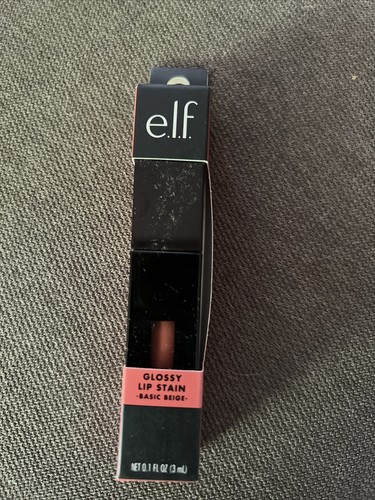 e.l.f.
GLOSSY
LIP STAIN
-BASIC BEIGE-
NET 0.1 FL OZ (3 mL)